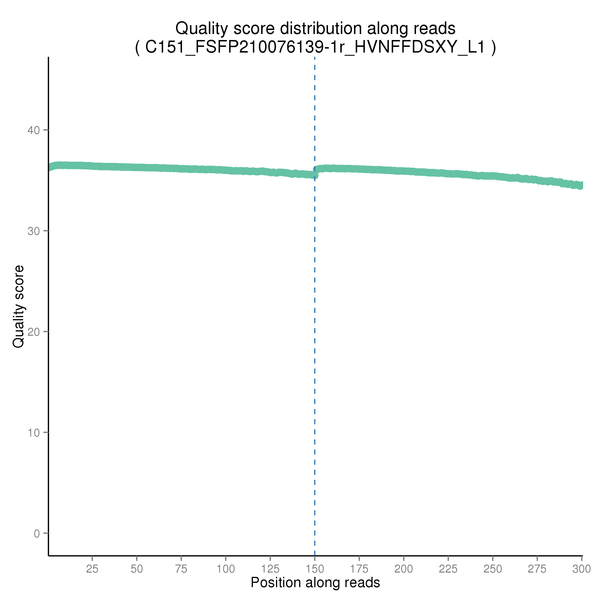 Quality score distribution along reads
( C151_FSFP210076139-1r_HVNFFDSXY_L1 )
40
30
20
10
0
Quality score
25 50 75 100 125 150 175 200 225 250 275 300
Position along reads